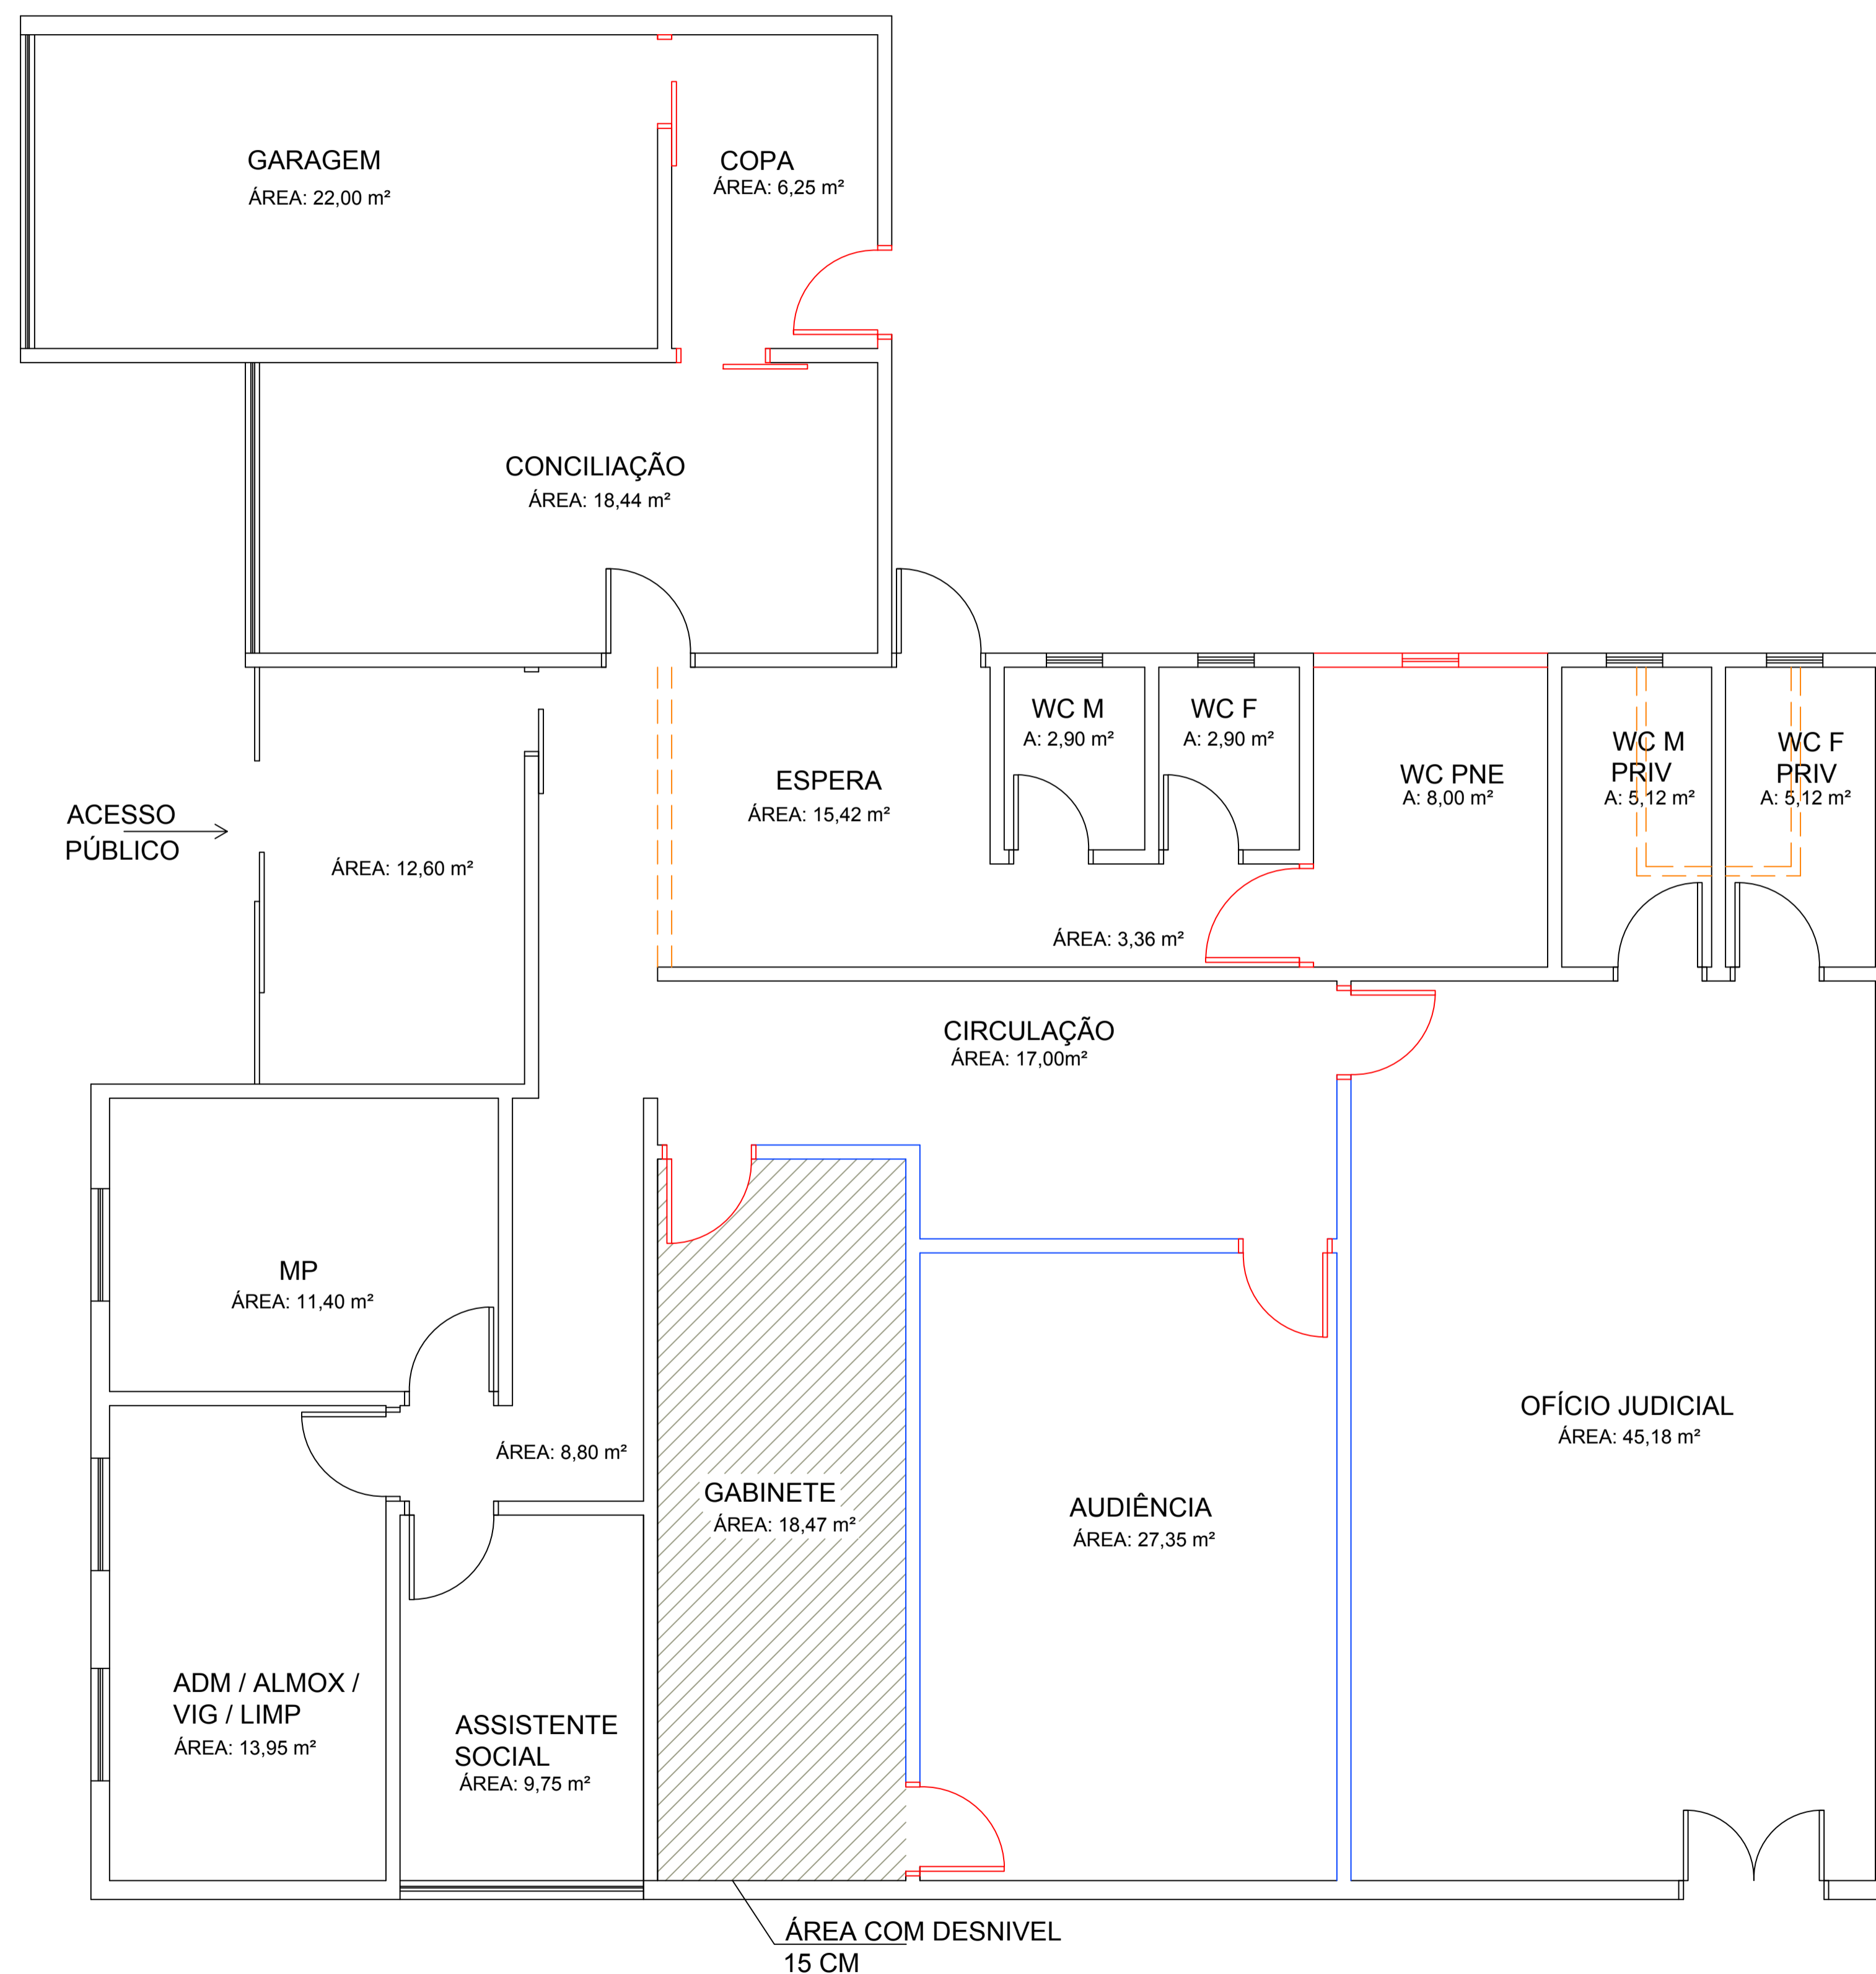 GARAGEM
ÁREA: 22,00 m²
COPA
ÁREA: 6,25 m²
CONCILIAÇÃO
ÁREA: 18,44 m²
WC M
A: 2,90 m²
WC F
A: 2,90 m²
WC PNE
A: 8,00 m²
WC M
PRIV
A: 5,12 m²
WC F
PRIV
A: 5,12 m²
ESPERA
ÁREA: 15,42 m²
ACESSO
PÚBLICO
ÁREA: 12,60 m²
ÁREA: 3,36 m²
CIRCULAÇÃO
ÁREA: 17,00m²
MP
ÁREA: 11,40 m²
ÁREA: 8,80 m²
GABINETE
ÁREA: 18,47 m²
AUDIÊNCIA
ÁREA: 27,35 m²
OFÍCIO JUDICIAL
ÁREA: 45,18 m²
ADM / ALMOX /
VIG / LIMP
ÁREA: 13,95 m²
ASSISTENTE
SOCIAL
ÁREA: 9,75 m²
ÁREA COM DESNIVEL
15 CM